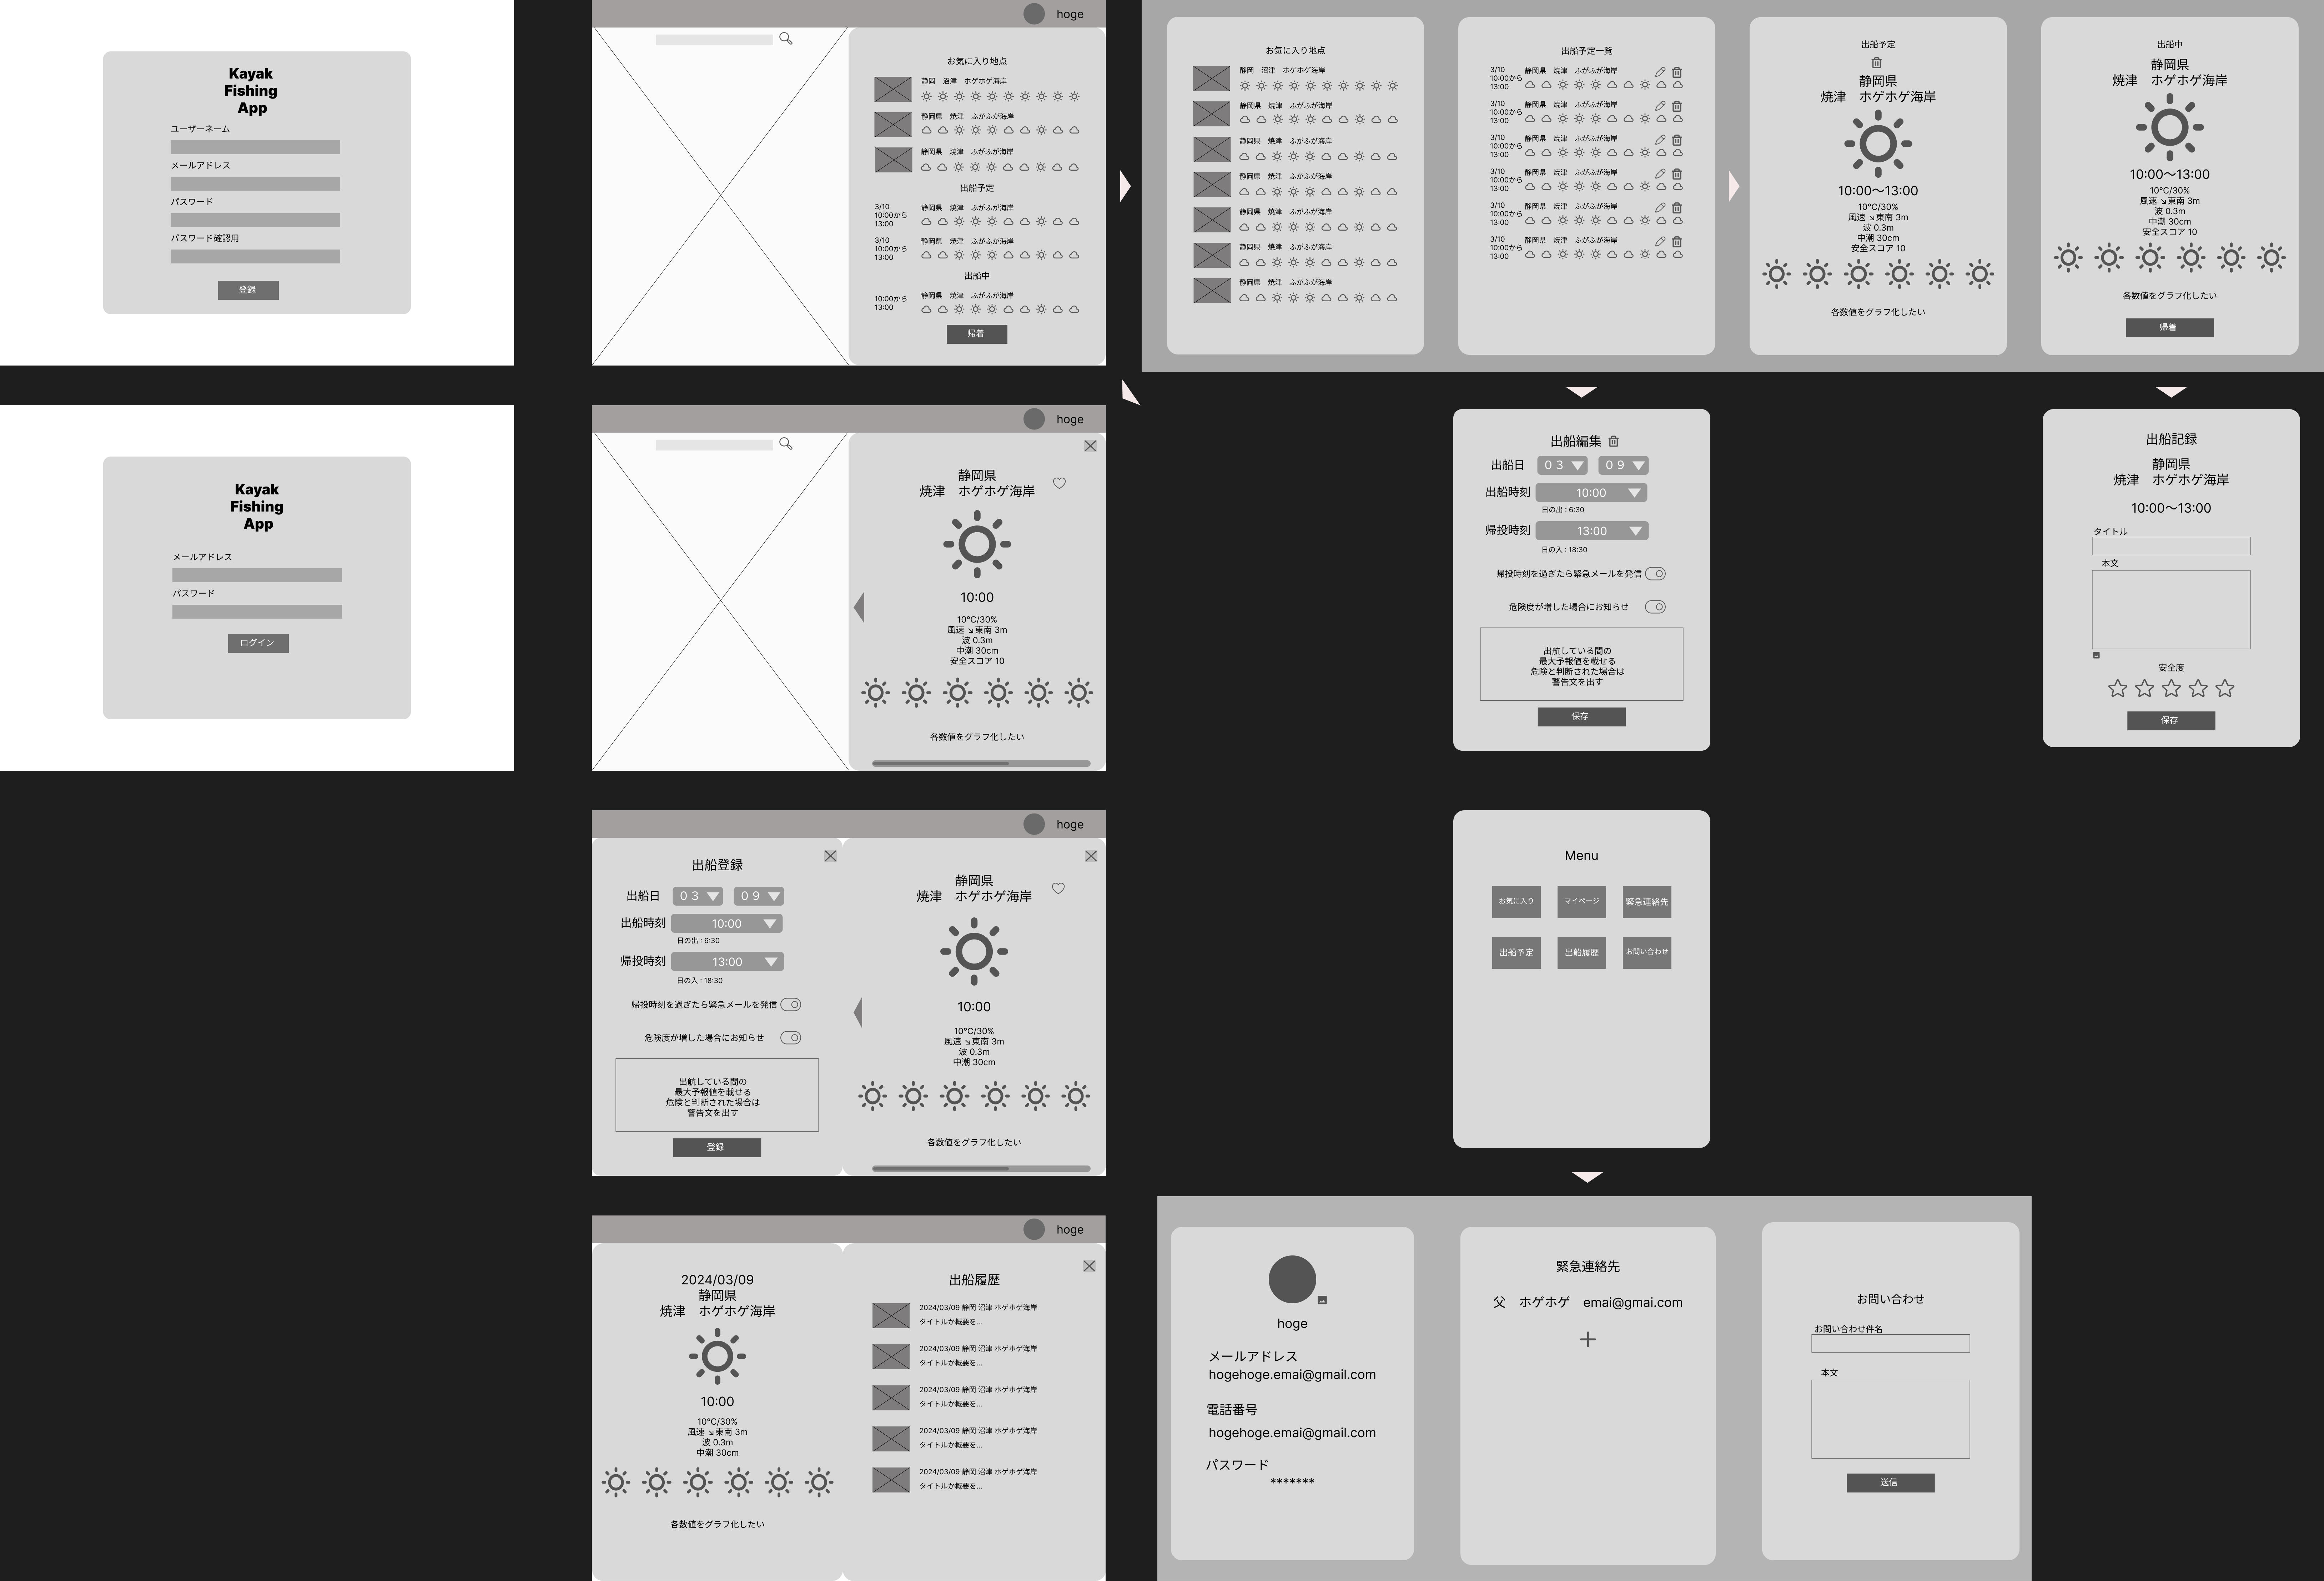 Kayak
Fishing
App
ユーザーネーム
メールアドレス
パスワード
パスワード確認用
登録
hoge
お気に入り地点
静岡　沼津　ホゲホゲ海岸
静岡県　焼津　ふがふが海岸
静岡県　焼津　ふがふが海岸
出船予定
3/10
10:00から
13:00
静岡県　焼津　ふがふが海岸
3/10
10:00から
13:00
静岡県　焼津　ふがふが海岸
出船中
10:00から
13:00
静岡県　焼津　ふがふが海岸
帰着
お気に入り地点
静岡　沼津　ホゲホゲ海岸
静岡県　焼津　ふがふが海岸
静岡県　焼津　ふがふが海岸
静岡県　焼津　ふがふが海岸
静岡県　焼津　ふがふが海岸
静岡県　焼津　ふがふが海岸
静岡県　焼津　ふがふが海岸
出船予定一覧
3/10
10:00から
13:00
静岡県　焼津　ふがふが海岸
3/10
10:00から
13:00
静岡県　焼津　ふがふが海岸
3/10
10:00から
13:00
静岡県　焼津　ふがふが海岸
3/10
10:00から
13:00
静岡県　焼津　ふがふが海岸
3/10
10:00から
13:00
静岡県　焼津　ふがふが海岸
3/10
10:00から
13:00
静岡県　焼津　ふがふが海岸
出船予定
静岡県
焼津　ホゲホゲ海岸
10:00〜13:00
10°C/30%
風速 ↘東南 3m
波 0.3m
中潮 30cm
安全スコア 10
各数値をグラフ化したい
出船中
静岡県
焼津　ホゲホゲ海岸
10:00〜13:00
10°C/30%
風速 ↘東南 3m
波 0.3m
中潮 30cm
安全スコア 10
各数値をグラフ化したい
帰着
Kayak
Fishing
App
メールアドレス
パスワード
ログイン
hoge
静岡県
焼津　ホゲホゲ海岸
10:00
10°C/30%
風速 ↘東南 3m
波 0.3m
中潮 30cm
安全スコア 10
各数値をグラフ化したい
出船編集
出船日 03 09
出船時刻 10:00
日の出 : 6:30
帰投時刻 13:00
日の入 : 18:30
帰投時刻を過ぎたら緊急メールを発信
危険度が増した場合にお知らせ
出航している間の
最大予報値を載せる
危険と判断された場合は
警告文を出す
保存
出船記録
静岡県
焼津　ホゲホゲ海岸
10:00〜13:00
タイトル
本文
安全度
保存
hoge
出船登録
出船日 03 09
出船時刻 10:00
日の出 : 6:30
帰投時刻 13:00
日の入 : 18:30
帰投時刻を過ぎたら緊急メールを発信
危険度が増した場合にお知らせ
出航している間の
最大予報値を載せる
危険と判断された場合は
警告文を出す
登録
静岡県
焼津　ホゲホゲ海岸
10:00
10°C/30%
風速 ↘東南 3m
波 0.3m
中潮 30cm
各数値をグラフ化したい
Menu
お気に入り マイページ 緊急連絡先
出船予定 出船履歴 お問い合わせ
hoge
2024/03/09
静岡県
焼津　ホゲホゲ海岸
10:00
10°C/30%
風速 ↘東南 3m
波 0.3m
中潮 30cm
各数値をグラフ化したい
出船履歴
2024/03/09 静岡 沼津 ホゲホゲ海岸
タイトルか概要を...
2024/03/09 静岡 沼津 ホゲホゲ海岸
タイトルか概要を...
2024/03/09 静岡 沼津 ホゲホゲ海岸
タイトルか概要を...
2024/03/09 静岡 沼津 ホゲホゲ海岸
タイトルか概要を...
2024/03/09 静岡 沼津 ホゲホゲ海岸
タイトルか概要を...
hoge
メールアドレス
hogehoge.emai@gmail.com
電話番号
hogehoge.emai@gmail.com
パスワード
*******
緊急連絡先
父　ホゲホゲ　emai@gmai.com
お問い合わせ
お問い合わせ件名
本文
送信